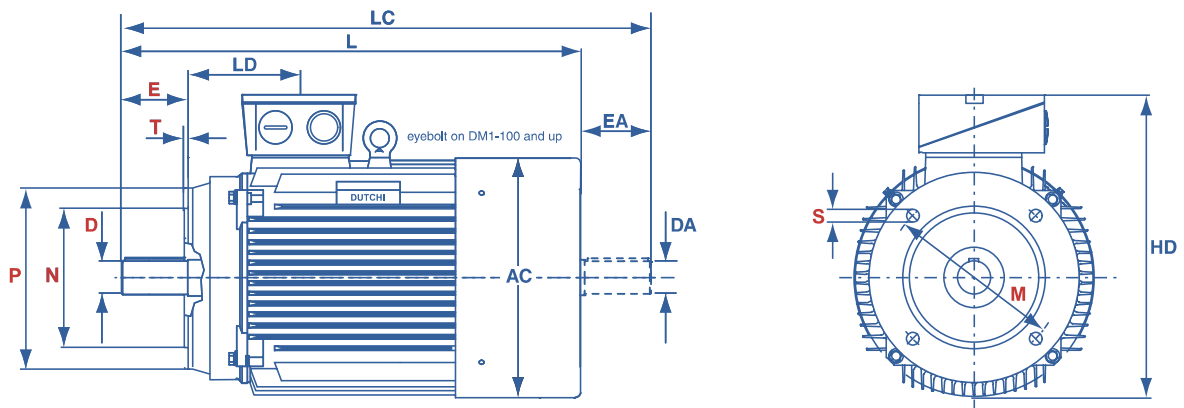 LC
L
LD
E
T
eyebolt on DM1-100 and up
EA
DUTCHI
D
DA
P
N
AC
S
M
HD